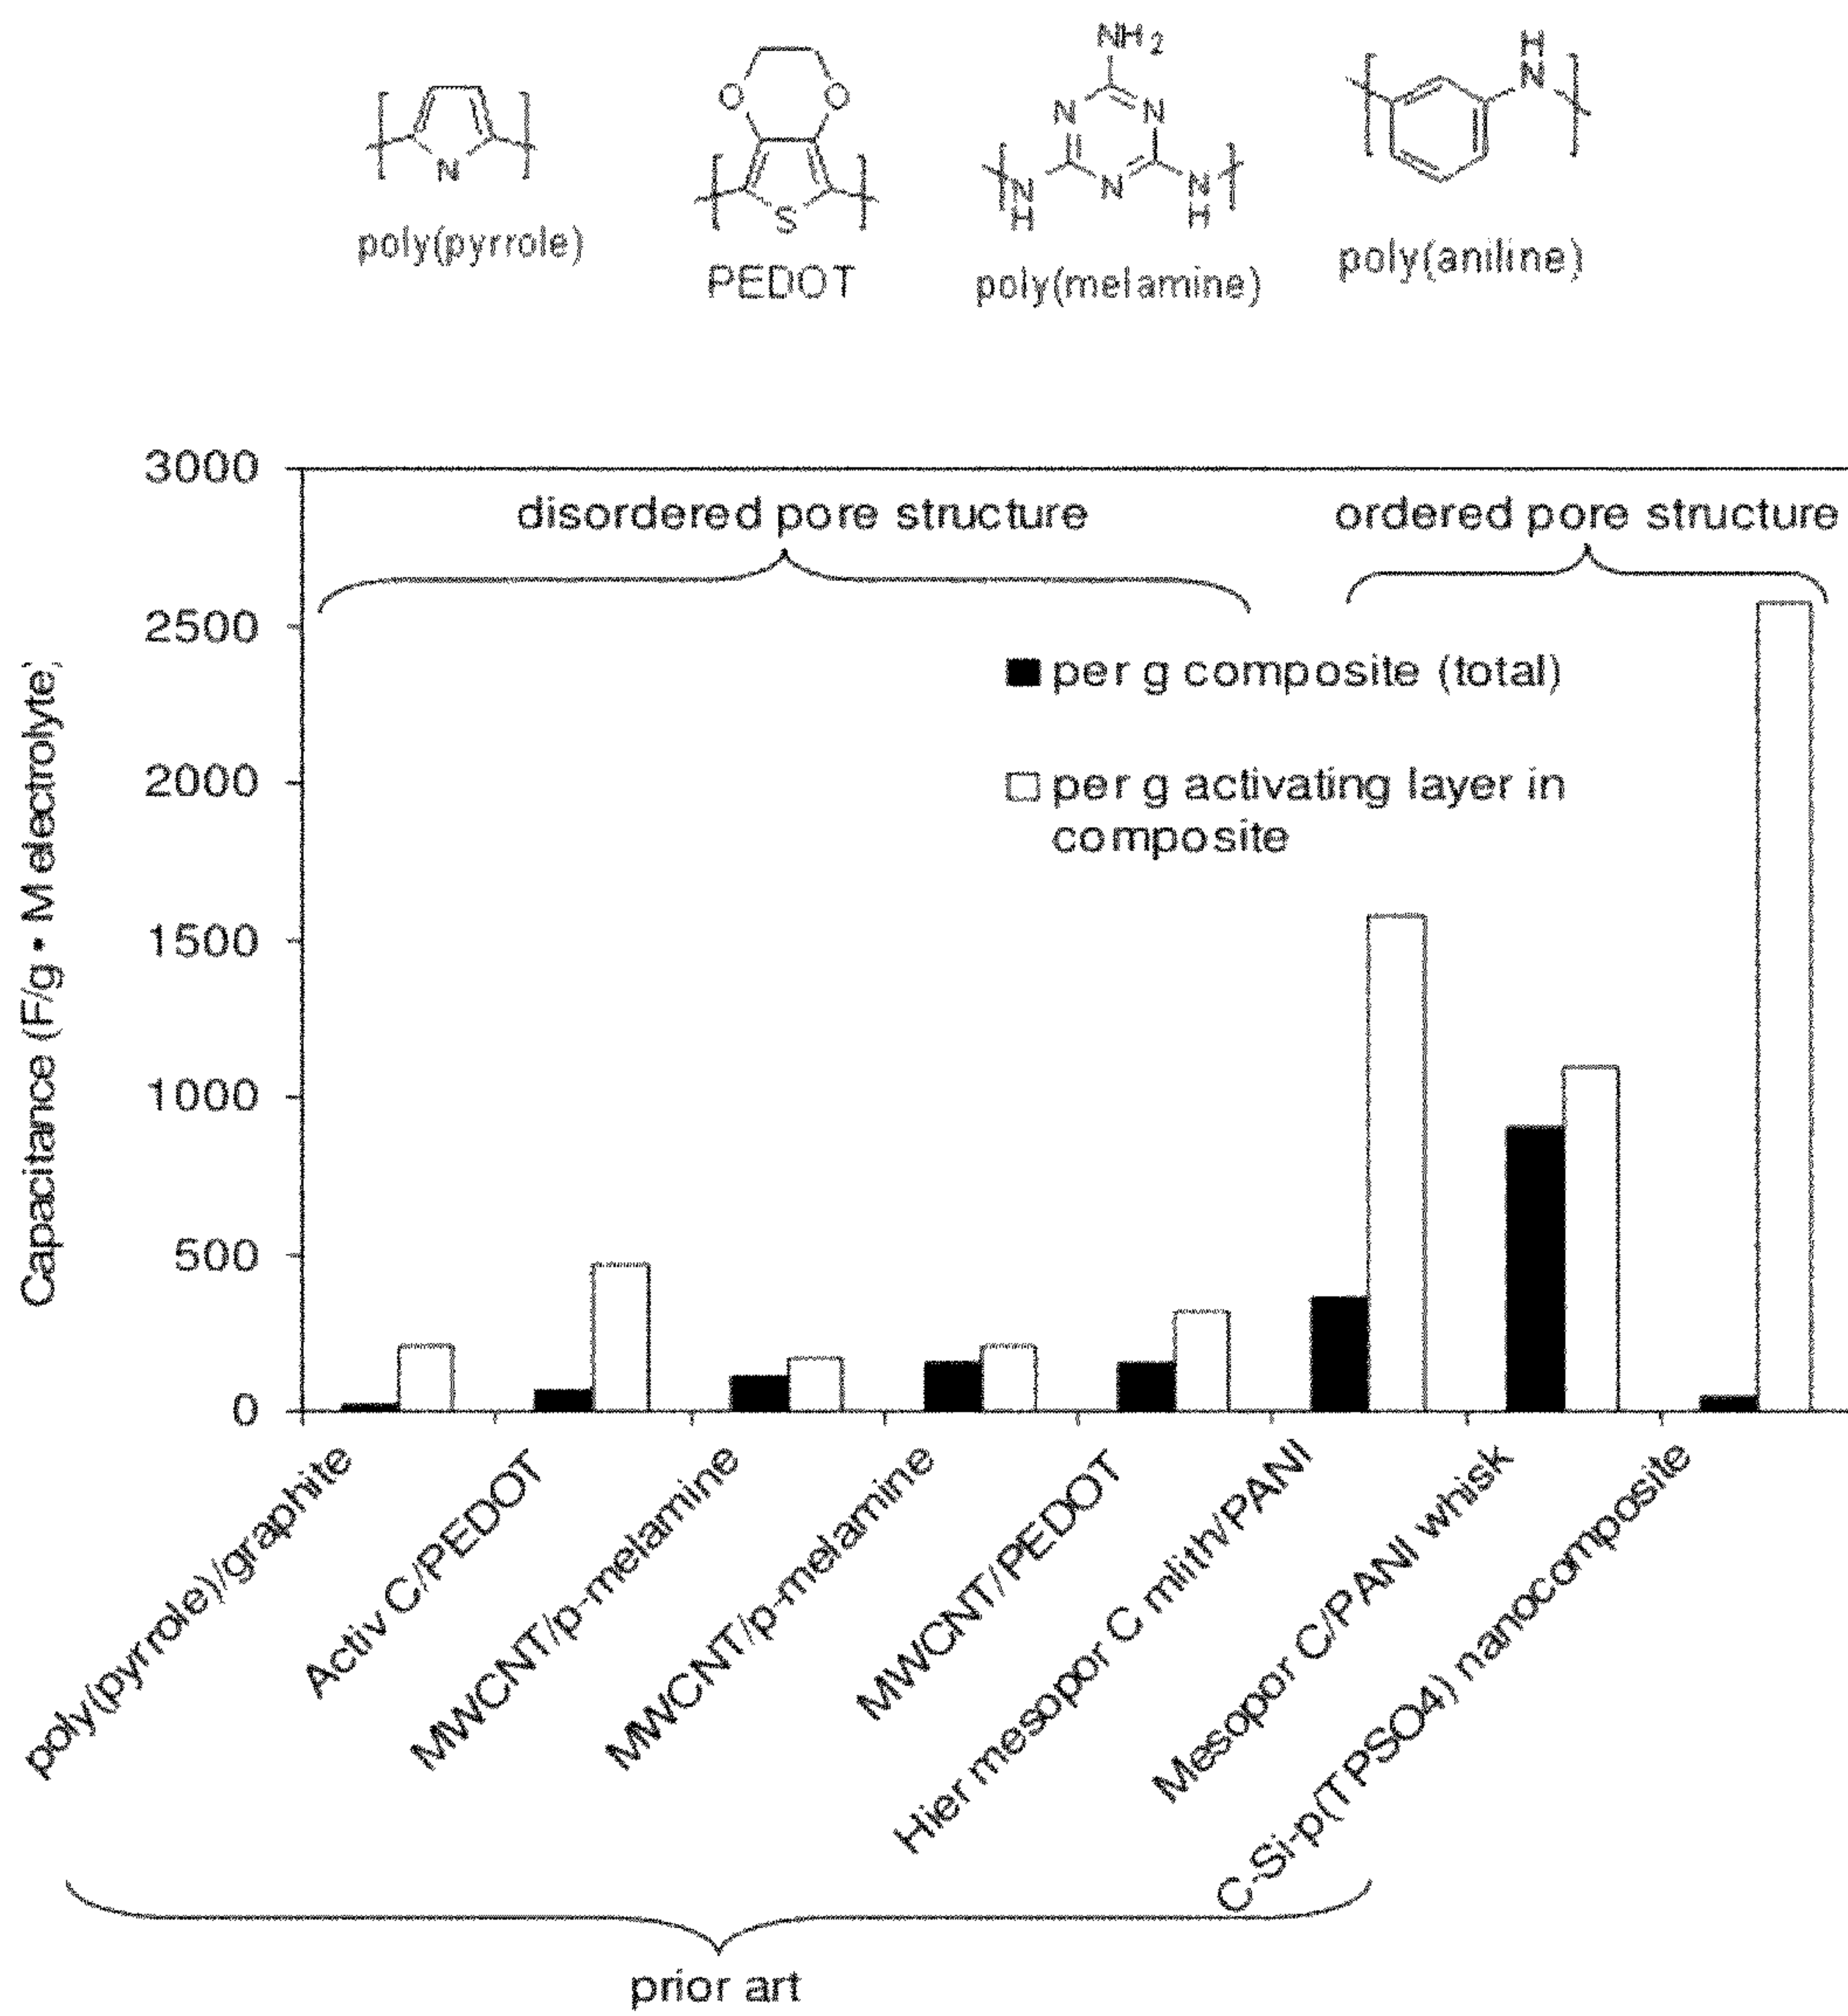 NH2
H
N
O O
N N
N
N
H
N
N
H
S
poly(pyrrole)
PEDOT
poly(melamine)
poly(aniline)
3000
disordered pore structure
ordered pore structure
2500
per g composite (total)
2000
per g activating layer in
composite
1500
1000
500
0
Capacitance (F/g • M electrolyte)
poly(pyrrole)/graphite
Activ C/PEDOT
MWCNT/p-melamine
MWCNT/p-melamine
MWCNT/PEDOT
Hier mesopor C mlith/PANI
Mesopor C/PANI whisk
C-Si-p(TPSO4) nanocomposite
prior art